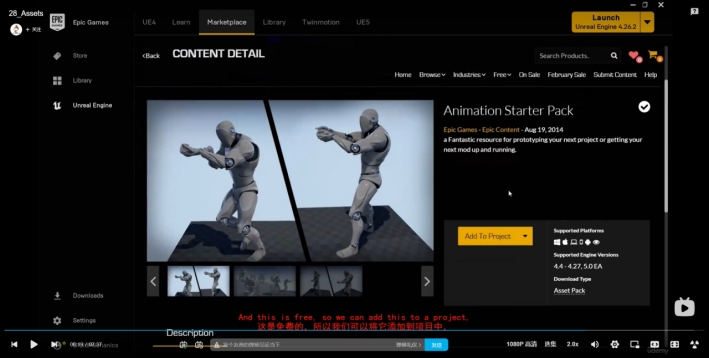 28_Assets
+ 关注
EPIC GAMES
Epic Games
UE4
Learn
Marketplace
Library
Twinmotion
UE5
Launch
Unreal Engine 4.26.2
Store
Library
Unreal Engine
Downloads
Settings
<Back
CONTENT DETAIL
Search Products..
Home Browse Industries Free On Sale February Sale Submit Content Help
Animation Starter Pack
Epic Games - Epic Content - Aug 19, 2014
a Fantastic resource for prototyping your next project or getting your
next mod up and running.
Add To Project
Supported Platforms
Supported Engine Versions
4.4 - 4.27, 5.0 EA
Download Type
Asset Pack
And this is free, so we can add this to a project,
这是免费的，所以我们可以将它添加到项目中，
Description
发送
1080P 高清
选集
2.0x